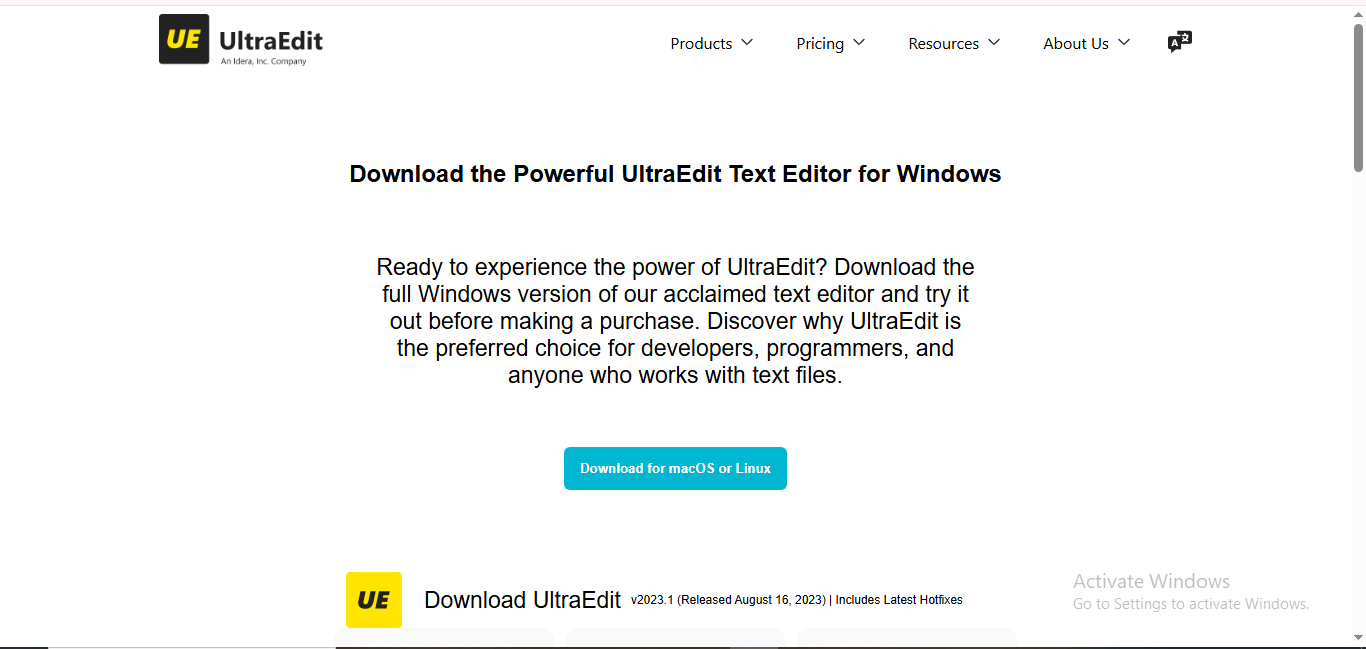 UE UltraEdit
An Idera, Inc. Company
Products Pricing Resources About Us A
Download the Powerful UltraEdit Text Editor for Windows
Ready to experience the power of UltraEdit? Download the
full Windows version of our acclaimed text editor and try it
out before making a purchase. Discover why UltraEdit is
the preferred choice for developers, programmers, and
anyone who works with text files.
Download for macOS or Linux
UE Download UltraEdit v2023.1 (Released August 16, 2023) | Includes Latest Hotfixes
Activate Windows
Go to Settings to activate Windows.